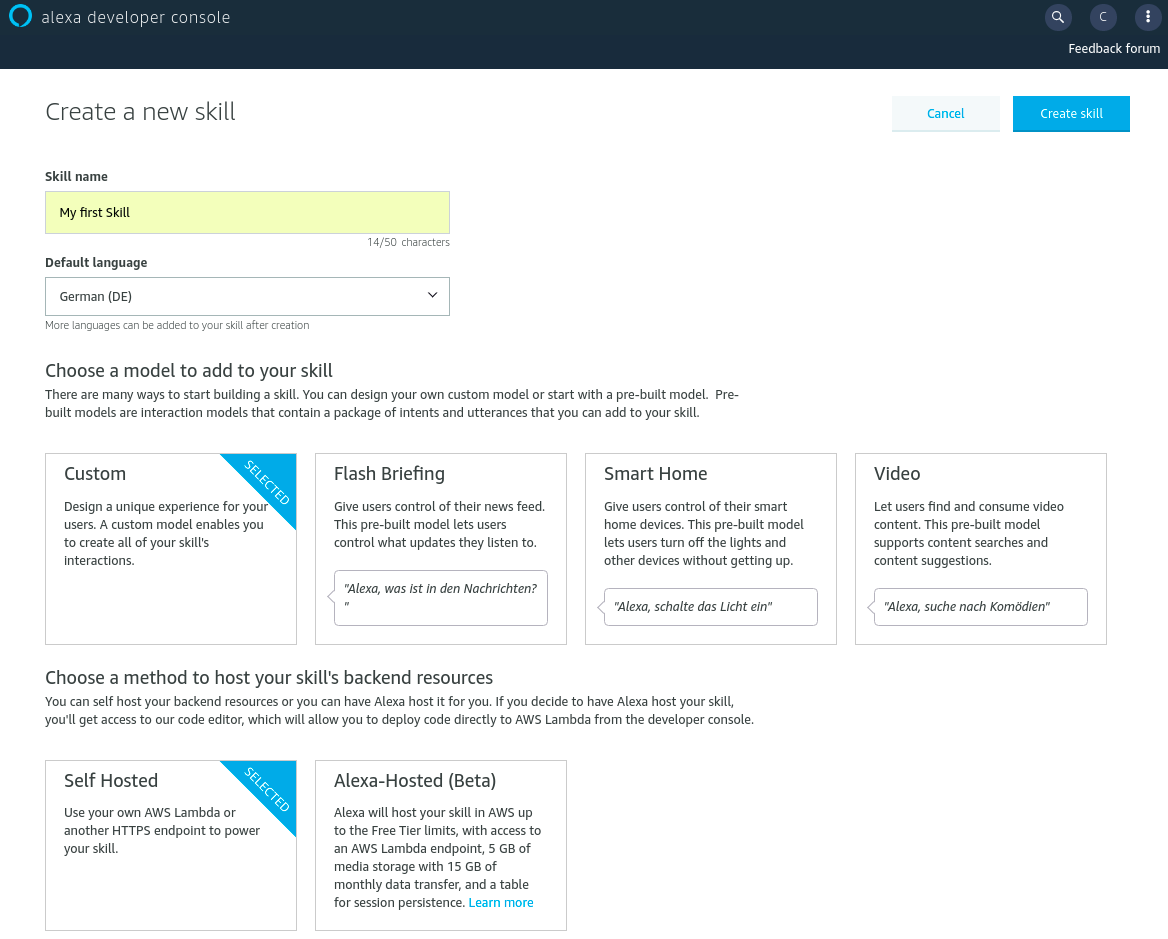 alexa developer console
C
Feedback forum
Create a new skill
Cancel
Create skill
Skill name
My first Skill
14/50 characters
Default language
German (DE)
More languages can be added to your skill after creation
Choose a model to add to your skill
There are many ways to start building a skill. You can design your own custom model or start with a pre-built model. Pre-
built models are interaction models that contain a package of intents and utterances that you can add to your skill.
Custom
SELECTED
Design a unique experience for your
users. A custom model enables you
to create all of your skill's
interactions.
Flash Briefing
Give users control of their news feed.
This pre-built model lets users
control what updates they listen to.
"Alexa, was ist in den Nachrichten?
"
Smart Home
Give users control of their smart
home devices. This pre-built model
lets users turn off the lights and
other devices without getting up.
"Alexa, schalte das Licht ein"
Video
Let users find and consume video
content. This pre-built model
supports content searches and
content suggestions.
"Alexa, suche nach Komödien"
Choose a method to host your skill's backend resources
You can self host your backend resources or you can have Alexa host it for you. If you decide to have Alexa host your skill,
you'll get access to our code editor, which will allow you to deploy code directly to AWS Lambda from the developer console.
Self Hosted
SELECTED
Use your own AWS Lambda or
another HTTPS endpoint to power
your skill.
Alexa-Hosted (Beta)
Alexa will host your skill in AWS up
to the Free Tier limits, with access to
an AWS Lambda endpoint, 5 GB of
media storage with 15 GB of
monthly data transfer, and a table
for session persistence. Learn more